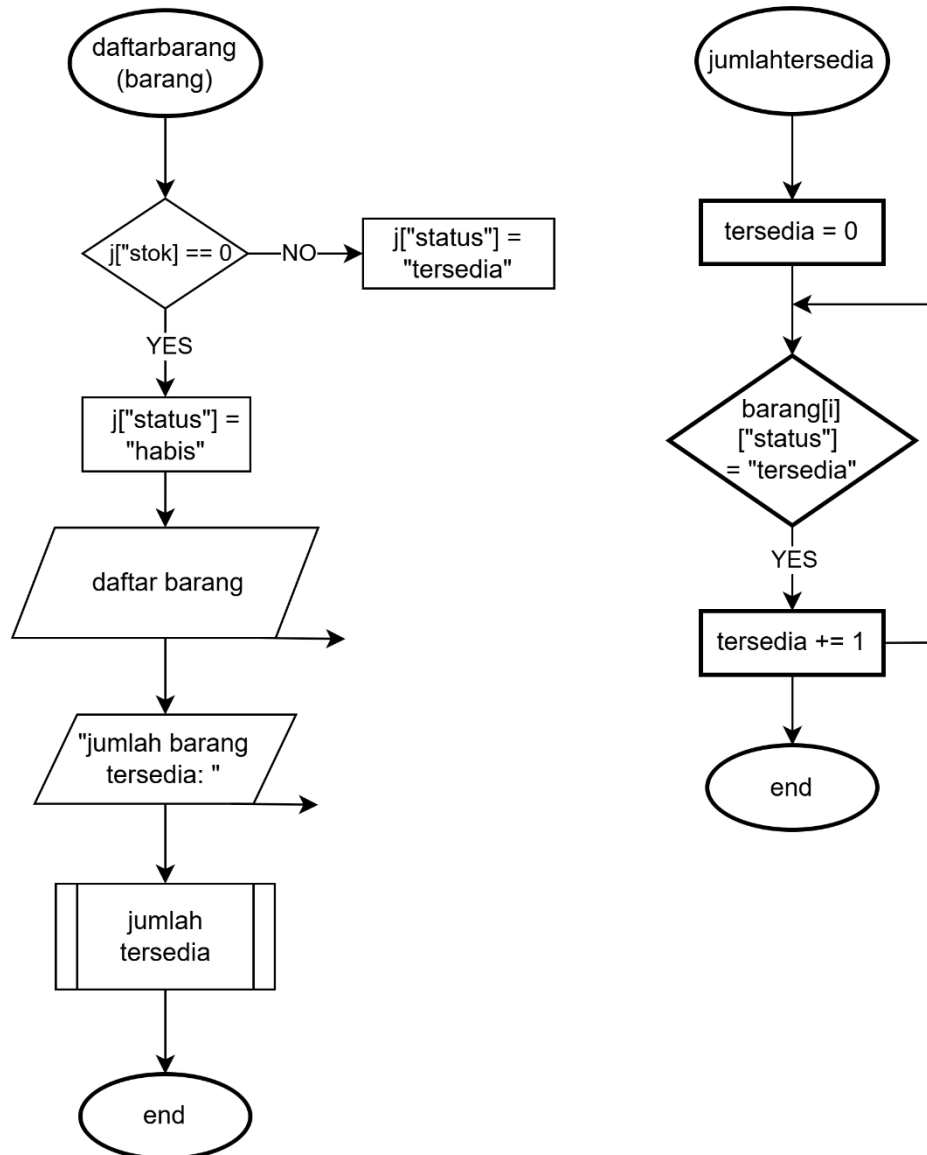 daftarbarang
(barang)
j["stok] == 0
NO
j["status"] =
"tersedia"
YES
j["status"] =
"habis"
daftar barang
"jumlah barang
tersedia: "
jumlah
tersedia
end
jumlahtersedia
tersedia = 0
barang[i]
["status"]
= "tersedia"
YES
tersedia += 1
end